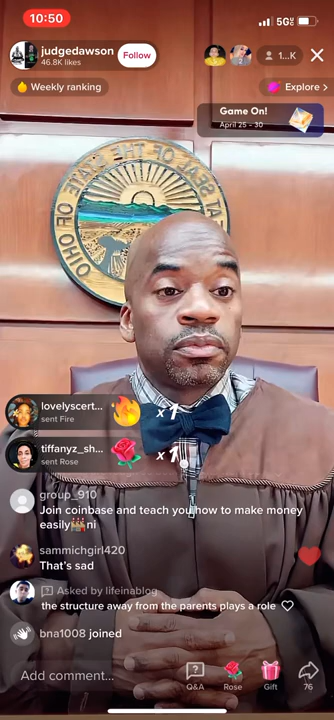 10:50
5GE
judgedawson
46.8K likes
Follow
1...K
Weekly ranking
Explore >
Game On!
April 25 - 30
SEAL OF THE STATE OF OHIO
lovelyscert...
sent Fire
x1
tiffanyz_sh...
sent Rose
x1
group_910
Join coinbase and teach you how to make money
easily🎪ni
sammichgirl420
That's sad
Asked by lifeinablog
the structure away from the parents plays a role
bna1008 joined
Add comment...
Q&A
Rose
Gift
76